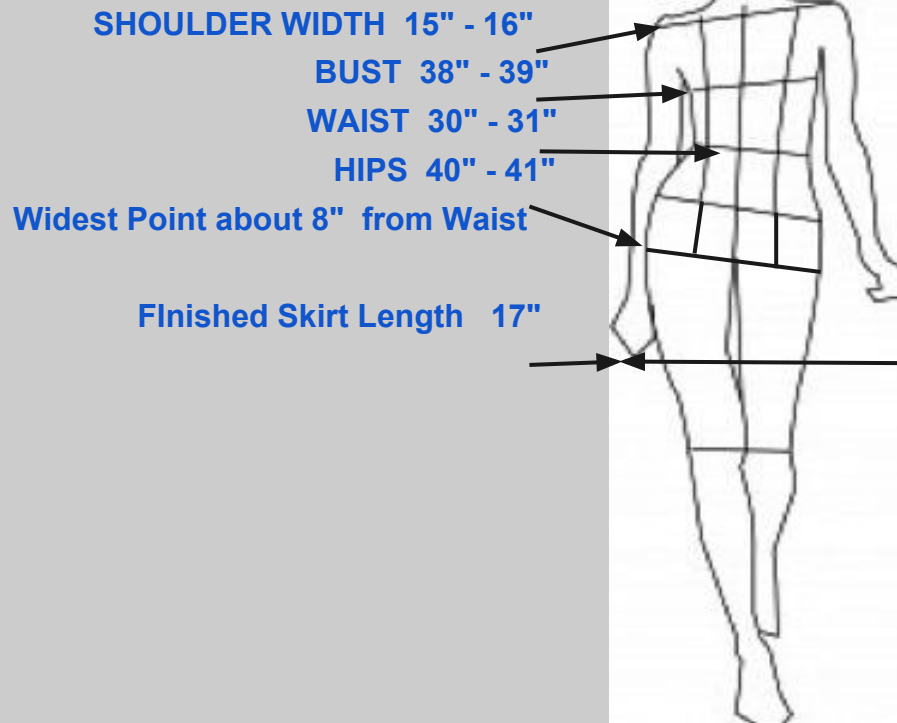 SHOULDER WIDTH 15" - 16"
BUST 38" - 39"
WAIST 30" - 31"
HIPS 40" - 41"
Widest Point about 8" from Waist
FInished Skirt Length 17"